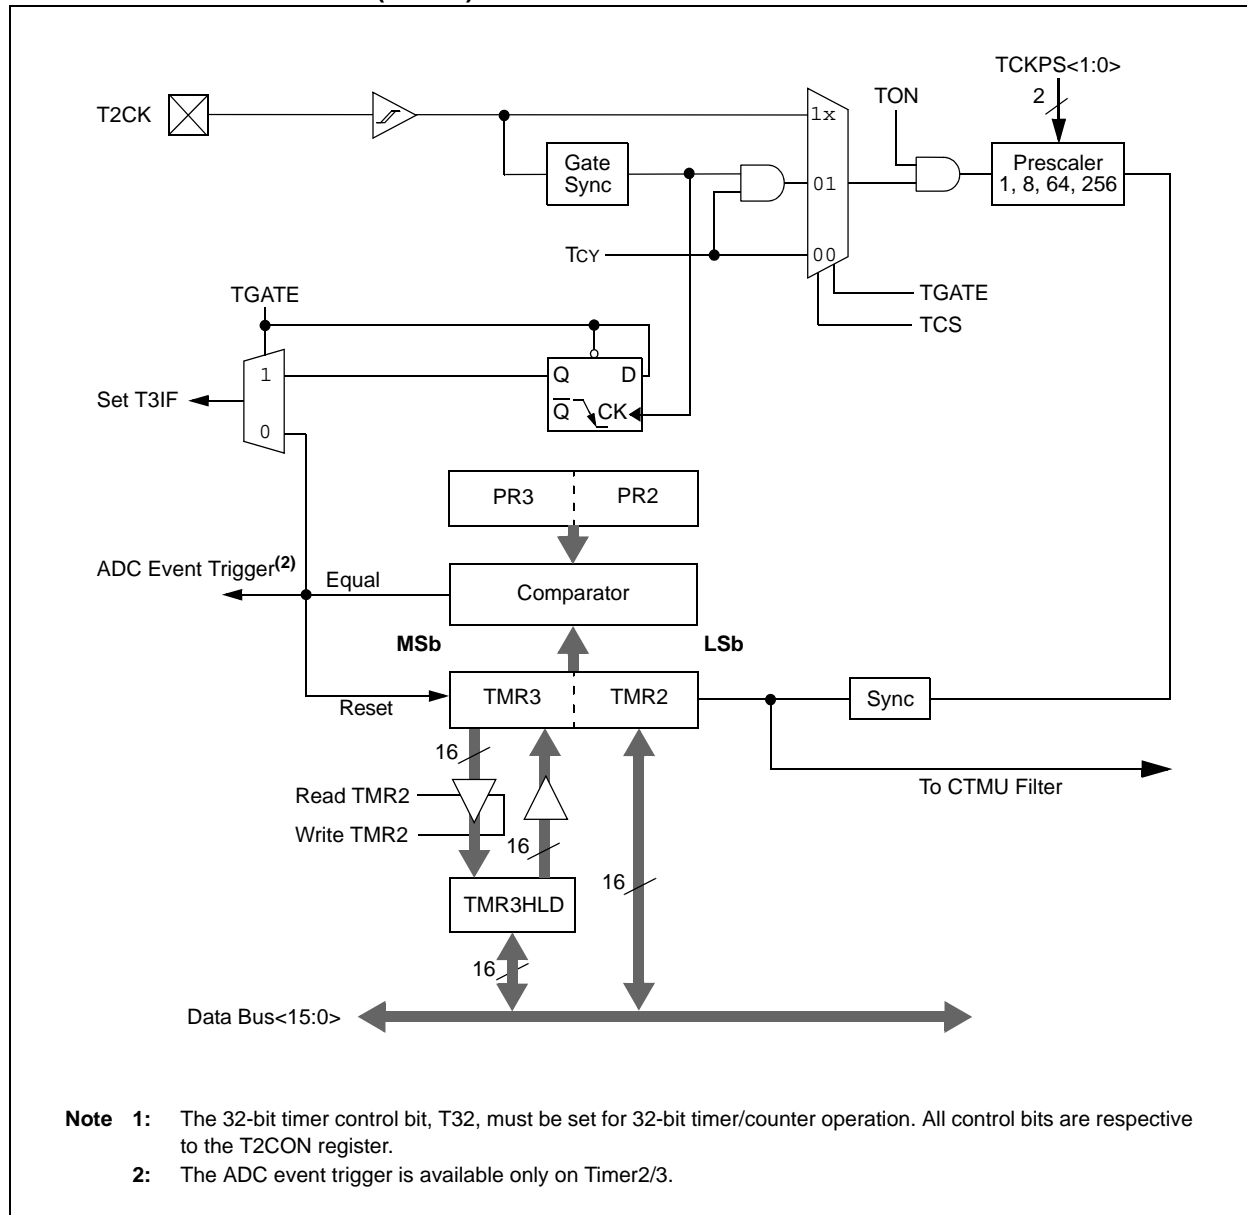 TCKPS<1:0>
2
TON
T2CK
1x
Gate
Sync
01
Prescaler
1, 8, 64, 256
TCY
00
TGATE
TCS
TGATE
1
Q D
Set T3IF
Q CK
0
PR3 PR2
ADC Event Trigger(2)
Equal
Comparator
MSb LSb
TMR3 TMR2
Sync
Reset
16
To CTMU Filter
Read TMR2
Write TMR2
16
16
TMR3HLD
16
Data Bus<15:0>
Note 1: The 32-bit timer control bit, T32, must be set for 32-bit timer/counter operation. All control bits are respective
to the T2CON register.
2: The ADC event trigger is available only on Timer2/3.